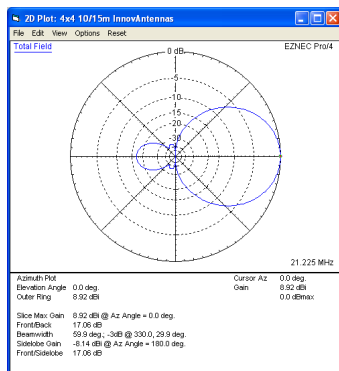 2D Plot: 4x4 10/15m InnovAntennas
File Edit View Options Reset
Total Field
EZNEC Pro/4
0 dB
-5
-10
-15
-20
-30
21.225 MHz
Azimuth Plot
Elevation Angle 0.0 deg.
Outer Ring 8.92 dBi
Cursor Az 0.0 deg.
Gain 8.92 dBi
0.0 dBmax
Slice Max Gain 8.92 dBi @ Az Angle = 0.0 deg.
Front/Back 17.06 dB
Beamwidth 59.9 deg.; -3dB @ 330.0, 29.9 deg.
Sidelobe Gain -8.14 dBi @ Az Angle = 180.0 deg.
Front/Sidelobe 17.06 dB